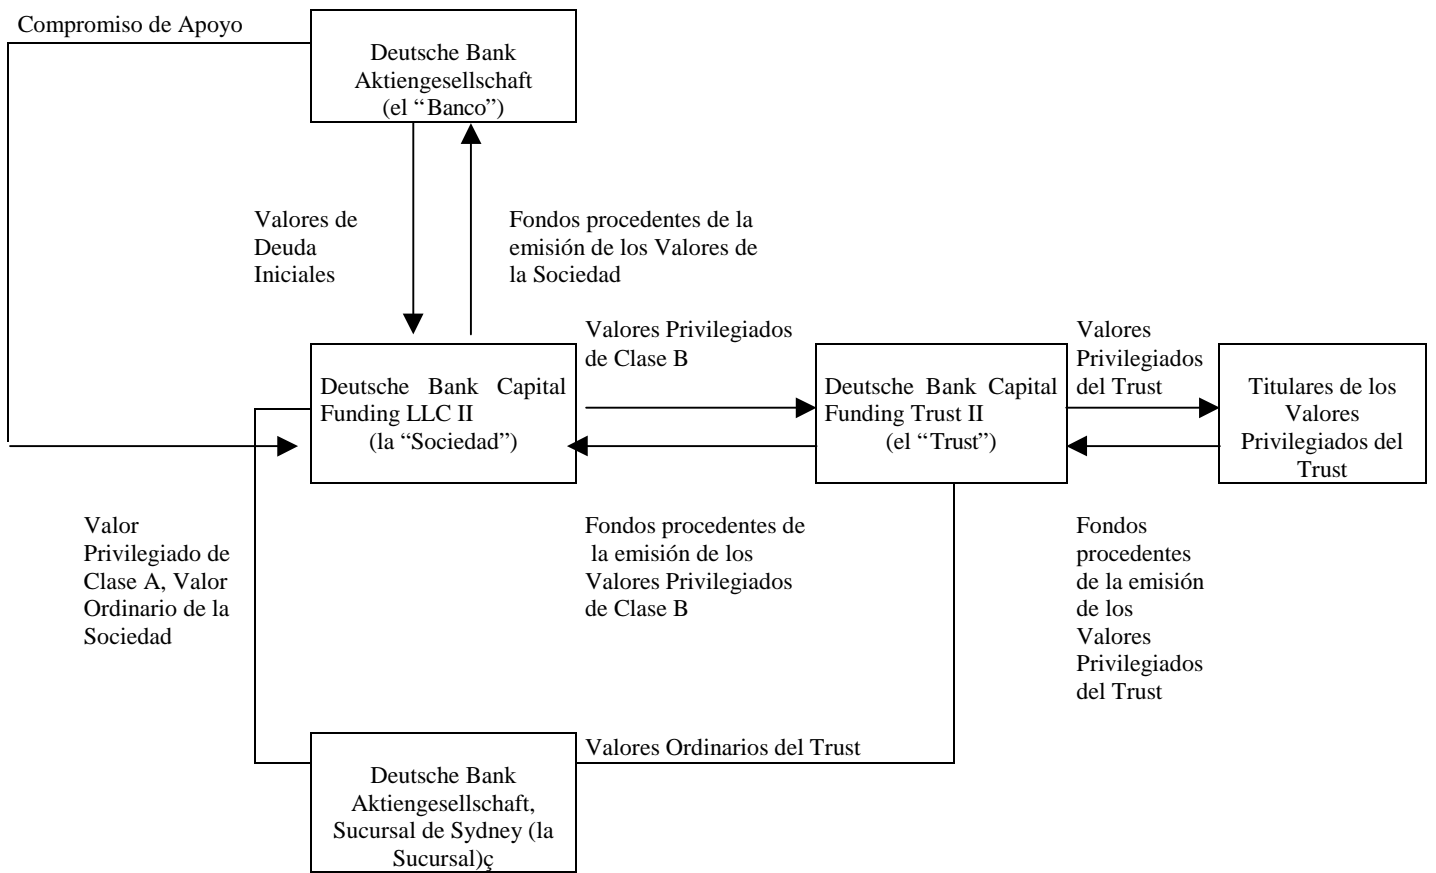 Compromiso de Apoyo
Deutsche Bank
Aktiengesellschaft
(el “Banco”)
Valores de
Deuda
Iniciales
Fondos procedentes de la
emisión de los Valores de
la Sociedad
Valores Privilegiados
de Clase B
Valores
Privilegiados
del Trust
Deutsche Bank Capital
Funding LLC II
(la “Sociedad”)
Deutsche Bank Capital
Funding Trust II
(el “Trust”)
Titulares de los
Valores
Privilegiados del
Trust
Valor
Privilegiado de
Clase A, Valor
Ordinario de la
Sociedad
Fondos procedentes de
la emisión de los
Valores Privilegiados
de Clase B
Fondos
procedentes
de la emisión
de los
Valores
Privilegiados
del Trust
Valores Ordinarios del Trust
Deutsche Bank
Aktiengesellschaft,
Sucursal de Sydney (la
Sucursal)ç